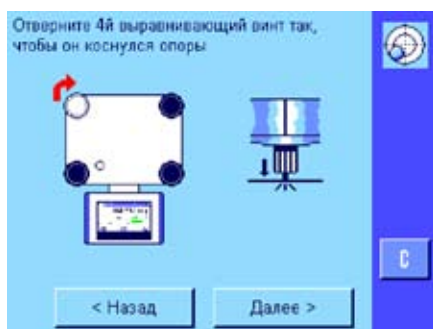 Отверните 4й выравнивающий винт так,
чтобы он коснулся опоры
C
< Назад
Далее >